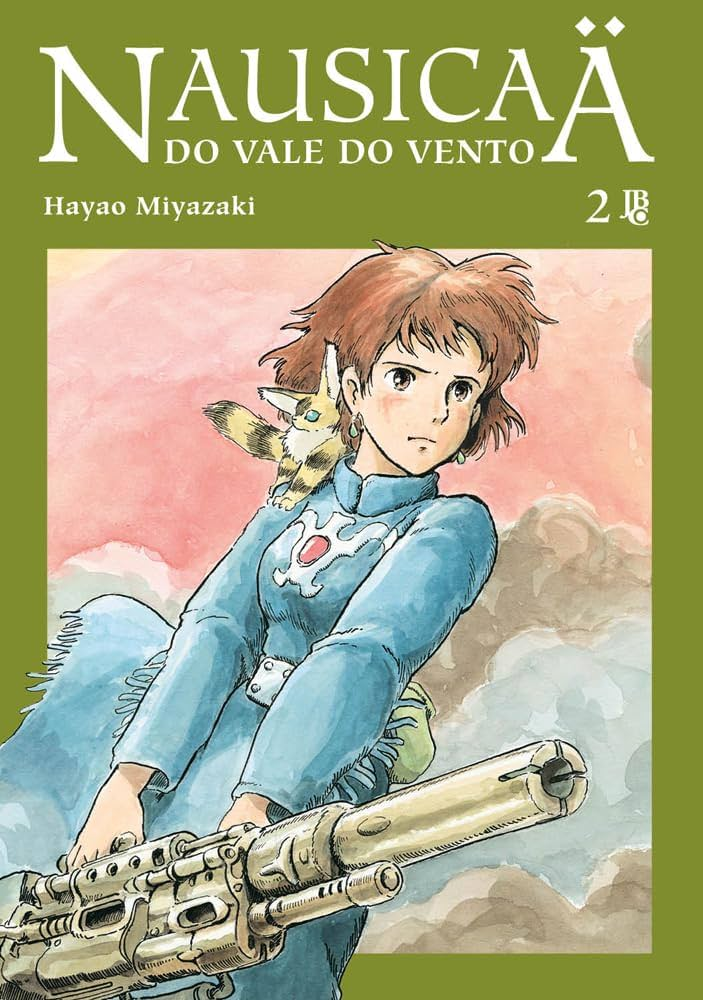 NAUSICAÄ
DO VALE DO VENTO
Hayao Miyazaki
2 JBC